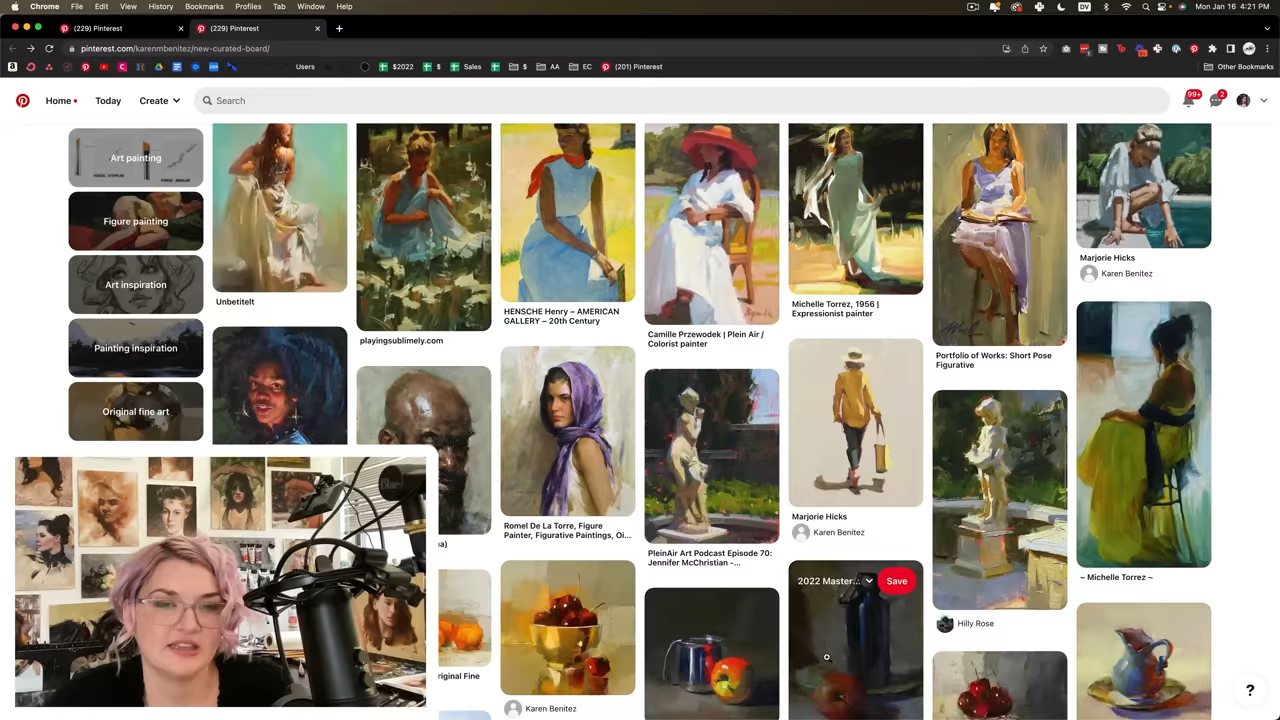 Chrome File Edit View History Bookmarks Profiles Tab Window Help
DV
Mon Jan 16 4:21 PM
(229) Pinterest
(229) Pinterest
pinterest.com/karenmbenitez/new-curated-board/
Users
$2022
$
Sales
$
AA
EC
(201) Pinterest
Other Bookmarks
Home
Today
Create
Search
99+
2
Art painting
Figure painting
Art inspiration
Painting inspiration
Original fine art
Unbetitelt
playingsublimely.com
HENSCHE Henry – AMERICAN
GALLERY – 20th Century
Romel De La Torre, Figure
Painter, Figurative Paintings, Oi...
Karen Benitez
Camille Przewodek | Plein Air /
Colorist painter
PleinAir Art Podcast Episode 70:
Jennifer McChristian -...
Michelle Torrez, 1956 |
Expressionist painter
Marjorie Hicks
Karen Benitez
2022 Master...
Save
Portfolio of Works: Short Pose
Figurative
Hilly Rose
Marjorie Hicks
Karen Benitez
~ Michelle Torrez ~
riginal Fine
?